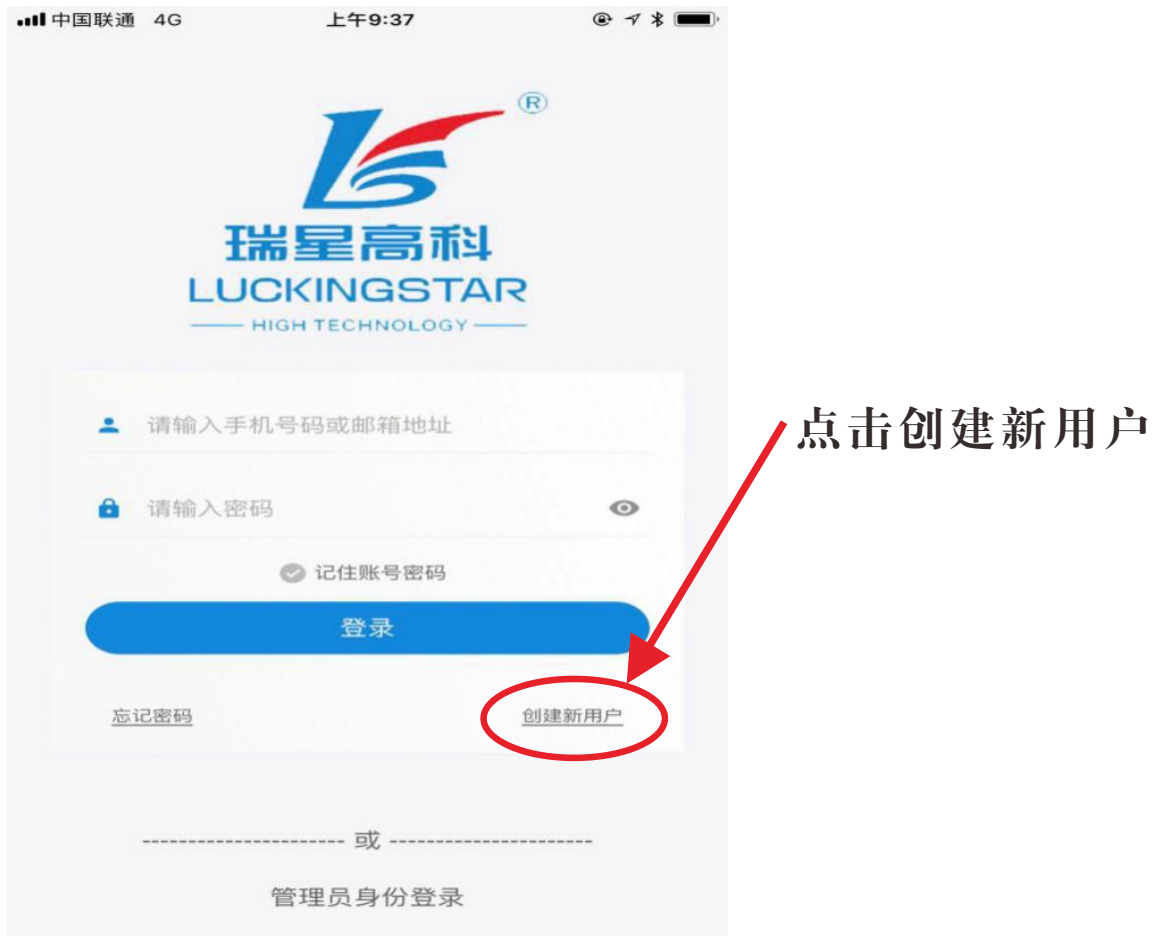 中国联通 4G 上午9:37
®
瑞星高科
LUCKINGSTAR
HIGH TECHNOLOGY
请输入手机号码或邮箱地址
点击创建新用户
请输入密码
记住账号密码
登录
忘记密码 创建新用户
---------------------- 或 ----------------------
管理员身份登录